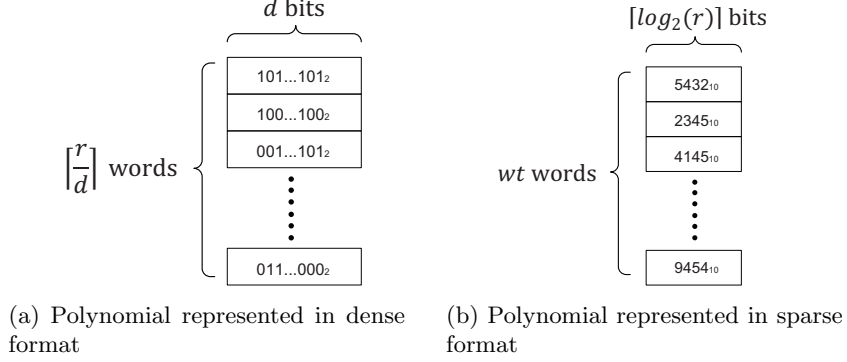 d bits
101...101₂
100...100₂
001...101₂
⌈r/d⌉ words
011...000₂
(a) Polynomial represented in dense
format
⌈log₂(r)⌉ bits
5432₁₀
2345₁₀
4145₁₀
wt words
9454₁₀
(b) Polynomial represented in sparse
format